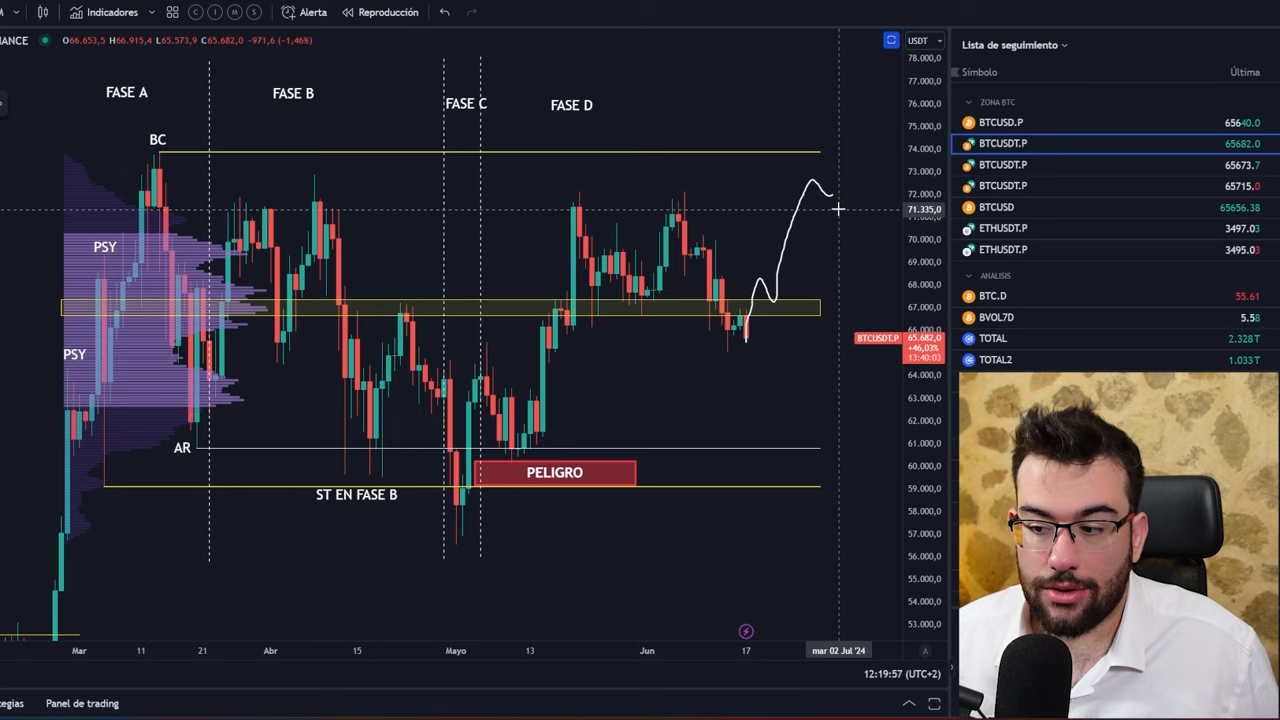 M
Indicadores
Alerta
Reproducción
ANCE O66.653,5 H66.915,4 L65.573,9 C65.682,0 -971,6 (-1,46%)
USDT
Lista de seguimiento
Símbolo Última
ZONA BTC
BTCUSD.P 65640.0
BTCUSDT.P 65682.0
BTCUSDT.P 65673.7
BTCUSDT.P 65715.0
BTCUSD 65656.38
ETHUSDT.P 3497.03
ETHUSDT.P 3495.03
ANALISIS
BTC.D 55.61
BVOL7D 5.58
TOTAL 2.328T
TOTAL2 1.033T
FASE A
FASE B
FASE C
FASE D
BC
PSY
PSY
AR
ST EN FASE B
PELIGRO
78.000,0
77.000,0
76.000,0
75.000,0
74.000,0
73.000,0
72.000,0
71.335,0
71.000,0
70.000,0
69.000,0
68.000,0
67.000,0
66.000,0
BTCUSDT.P 65.682,0
+46,03%
13:40:03
64.000,0
63.000,0
62.000,0
61.000,0
60.000,0
59.000,0
58.000,0
57.000,0
56.000,0
55.000,0
54.000,0
53.000,0
Mar 11 21 Abr 15 Mayo 13 Jun 17 mar 02 Jul '24
A
12:19:57 (UTC+2)
egias
Panel de trading